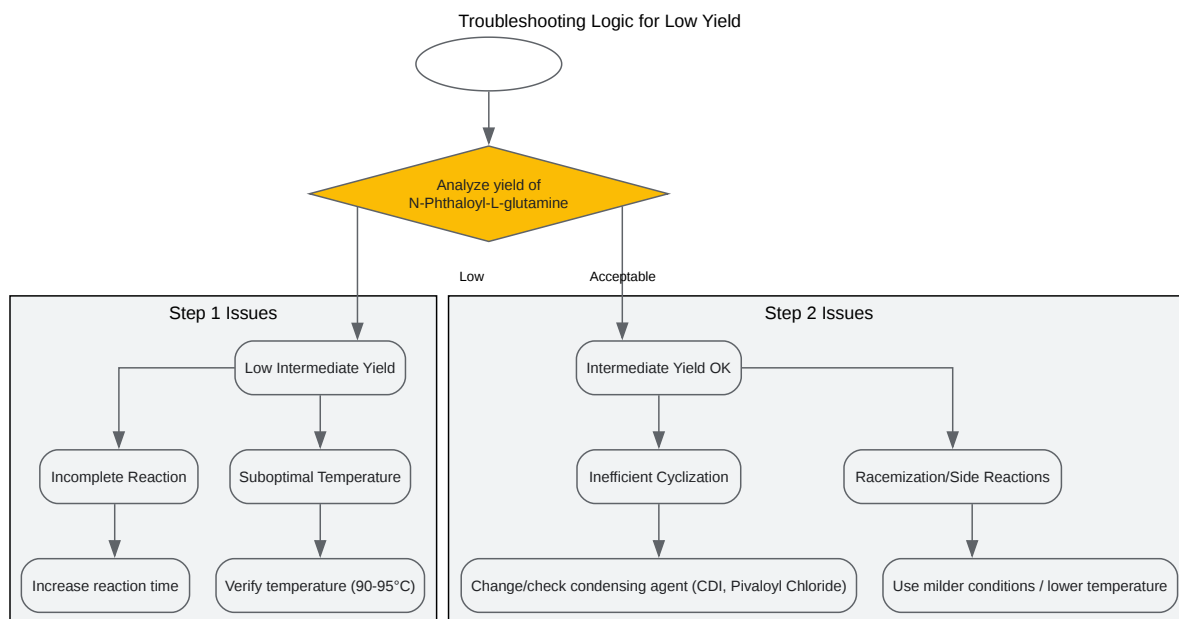 Troubleshooting Logic for Low Yield
Analyze yield of
N-Phthaloyl-L-glutamine
Low
Acceptable
Step 1 Issues
Step 2 Issues
Low Intermediate Yield
Intermediate Yield OK
Incomplete Reaction
Suboptimal Temperature
Inefficient Cyclization
Racemization/Side Reactions
Increase reaction time
Verify temperature (90-95°C)
Change/check condensing agent (CDI, Pivaloyl Chloride)
Use milder conditions / lower temperature